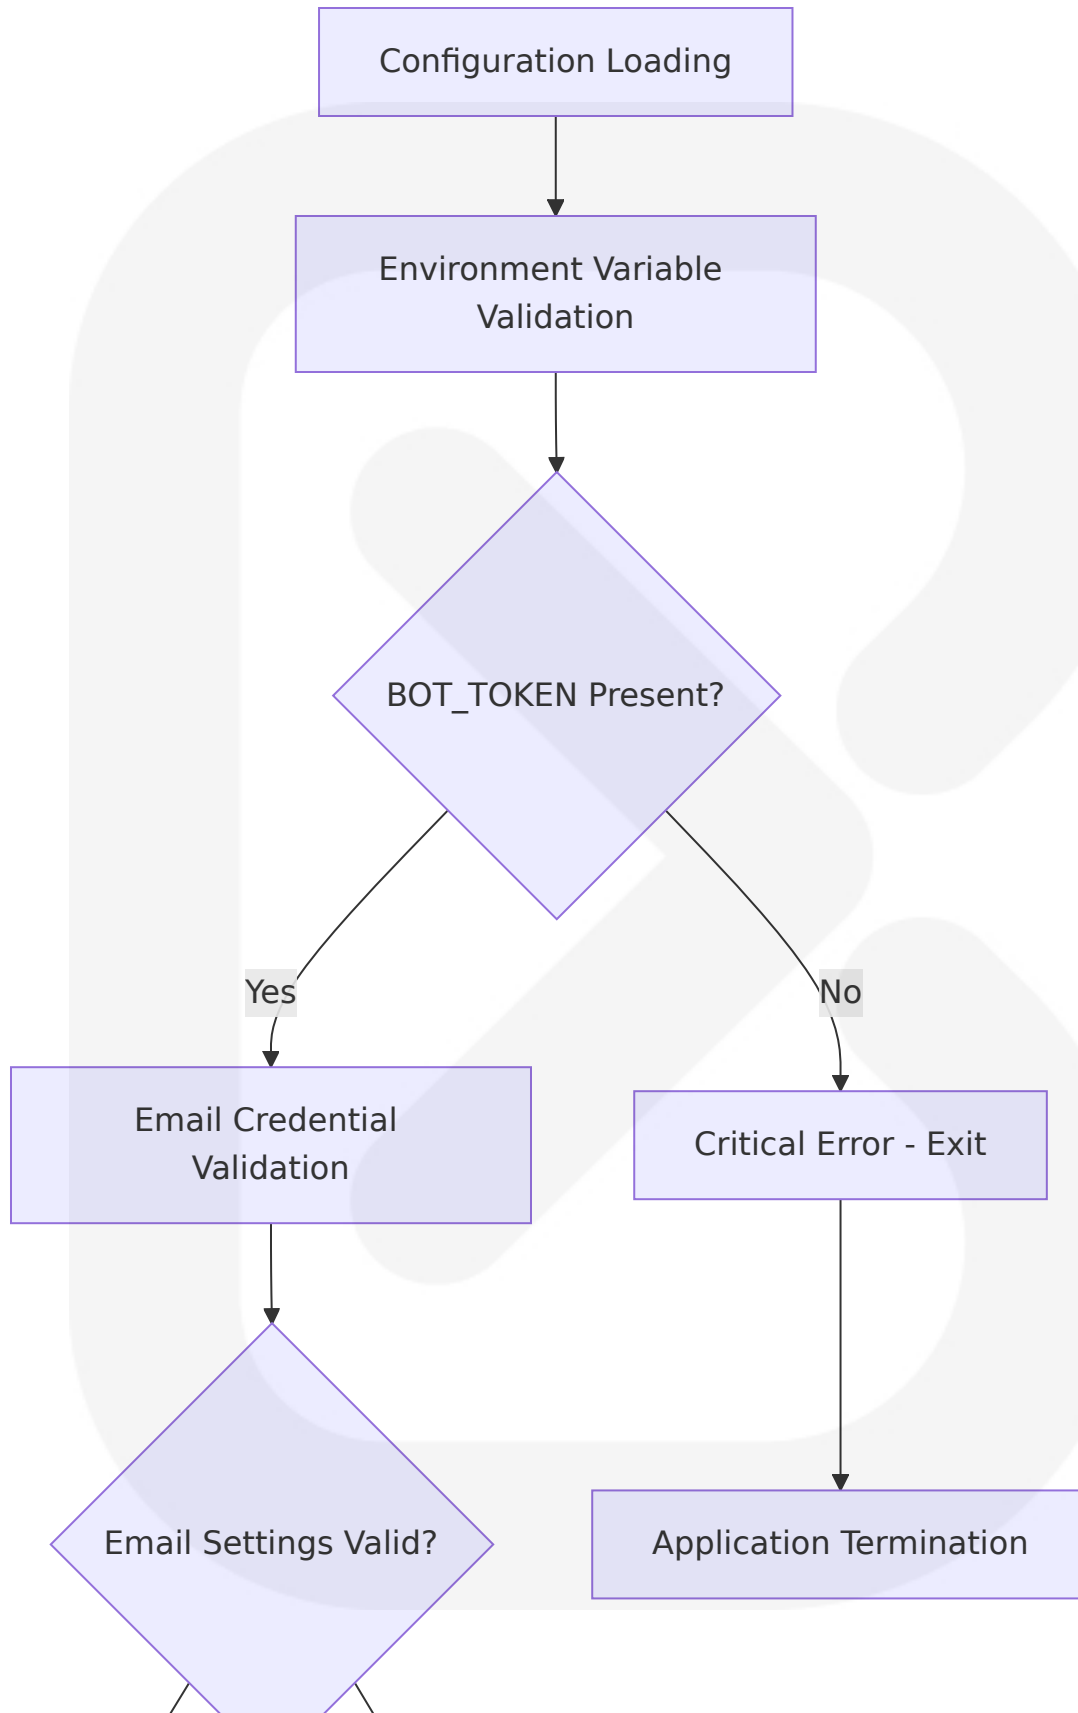 Configuration Loading
Environment Variable
Validation
BOT_TOKEN Present?
Yes
No
Email Credential
Validation
Critical Error - Exit
Email Settings Valid?
Application Termination